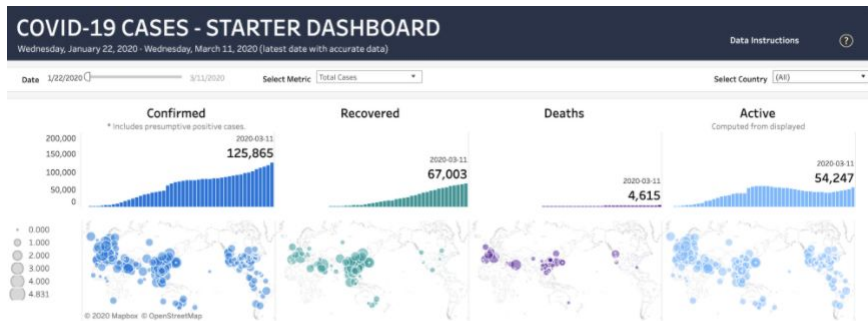 COVID-19 CASES - STARTER DASHBOARD
Wednesday, January 22, 2020 - Wednesday, March 11, 2020 (latest date with accurate data)
Data Instructions
?
Date 1/22/2020 3/11/2020
Select Metric Total Cases
Select Country (All)
Confirmed
* Includes presumptive positive cases.
Recovered
Deaths
Active
Computed from displayed
200,000
150,000
100,000
50,000
0
2020-03-11
125,865
2020-03-11
67,003
2020-03-11
4,615
2020-03-11
54,247
0.000
1.000
2.000
3.000
4.000
4.831
© 2020 Mapbox © OpenStreetMap